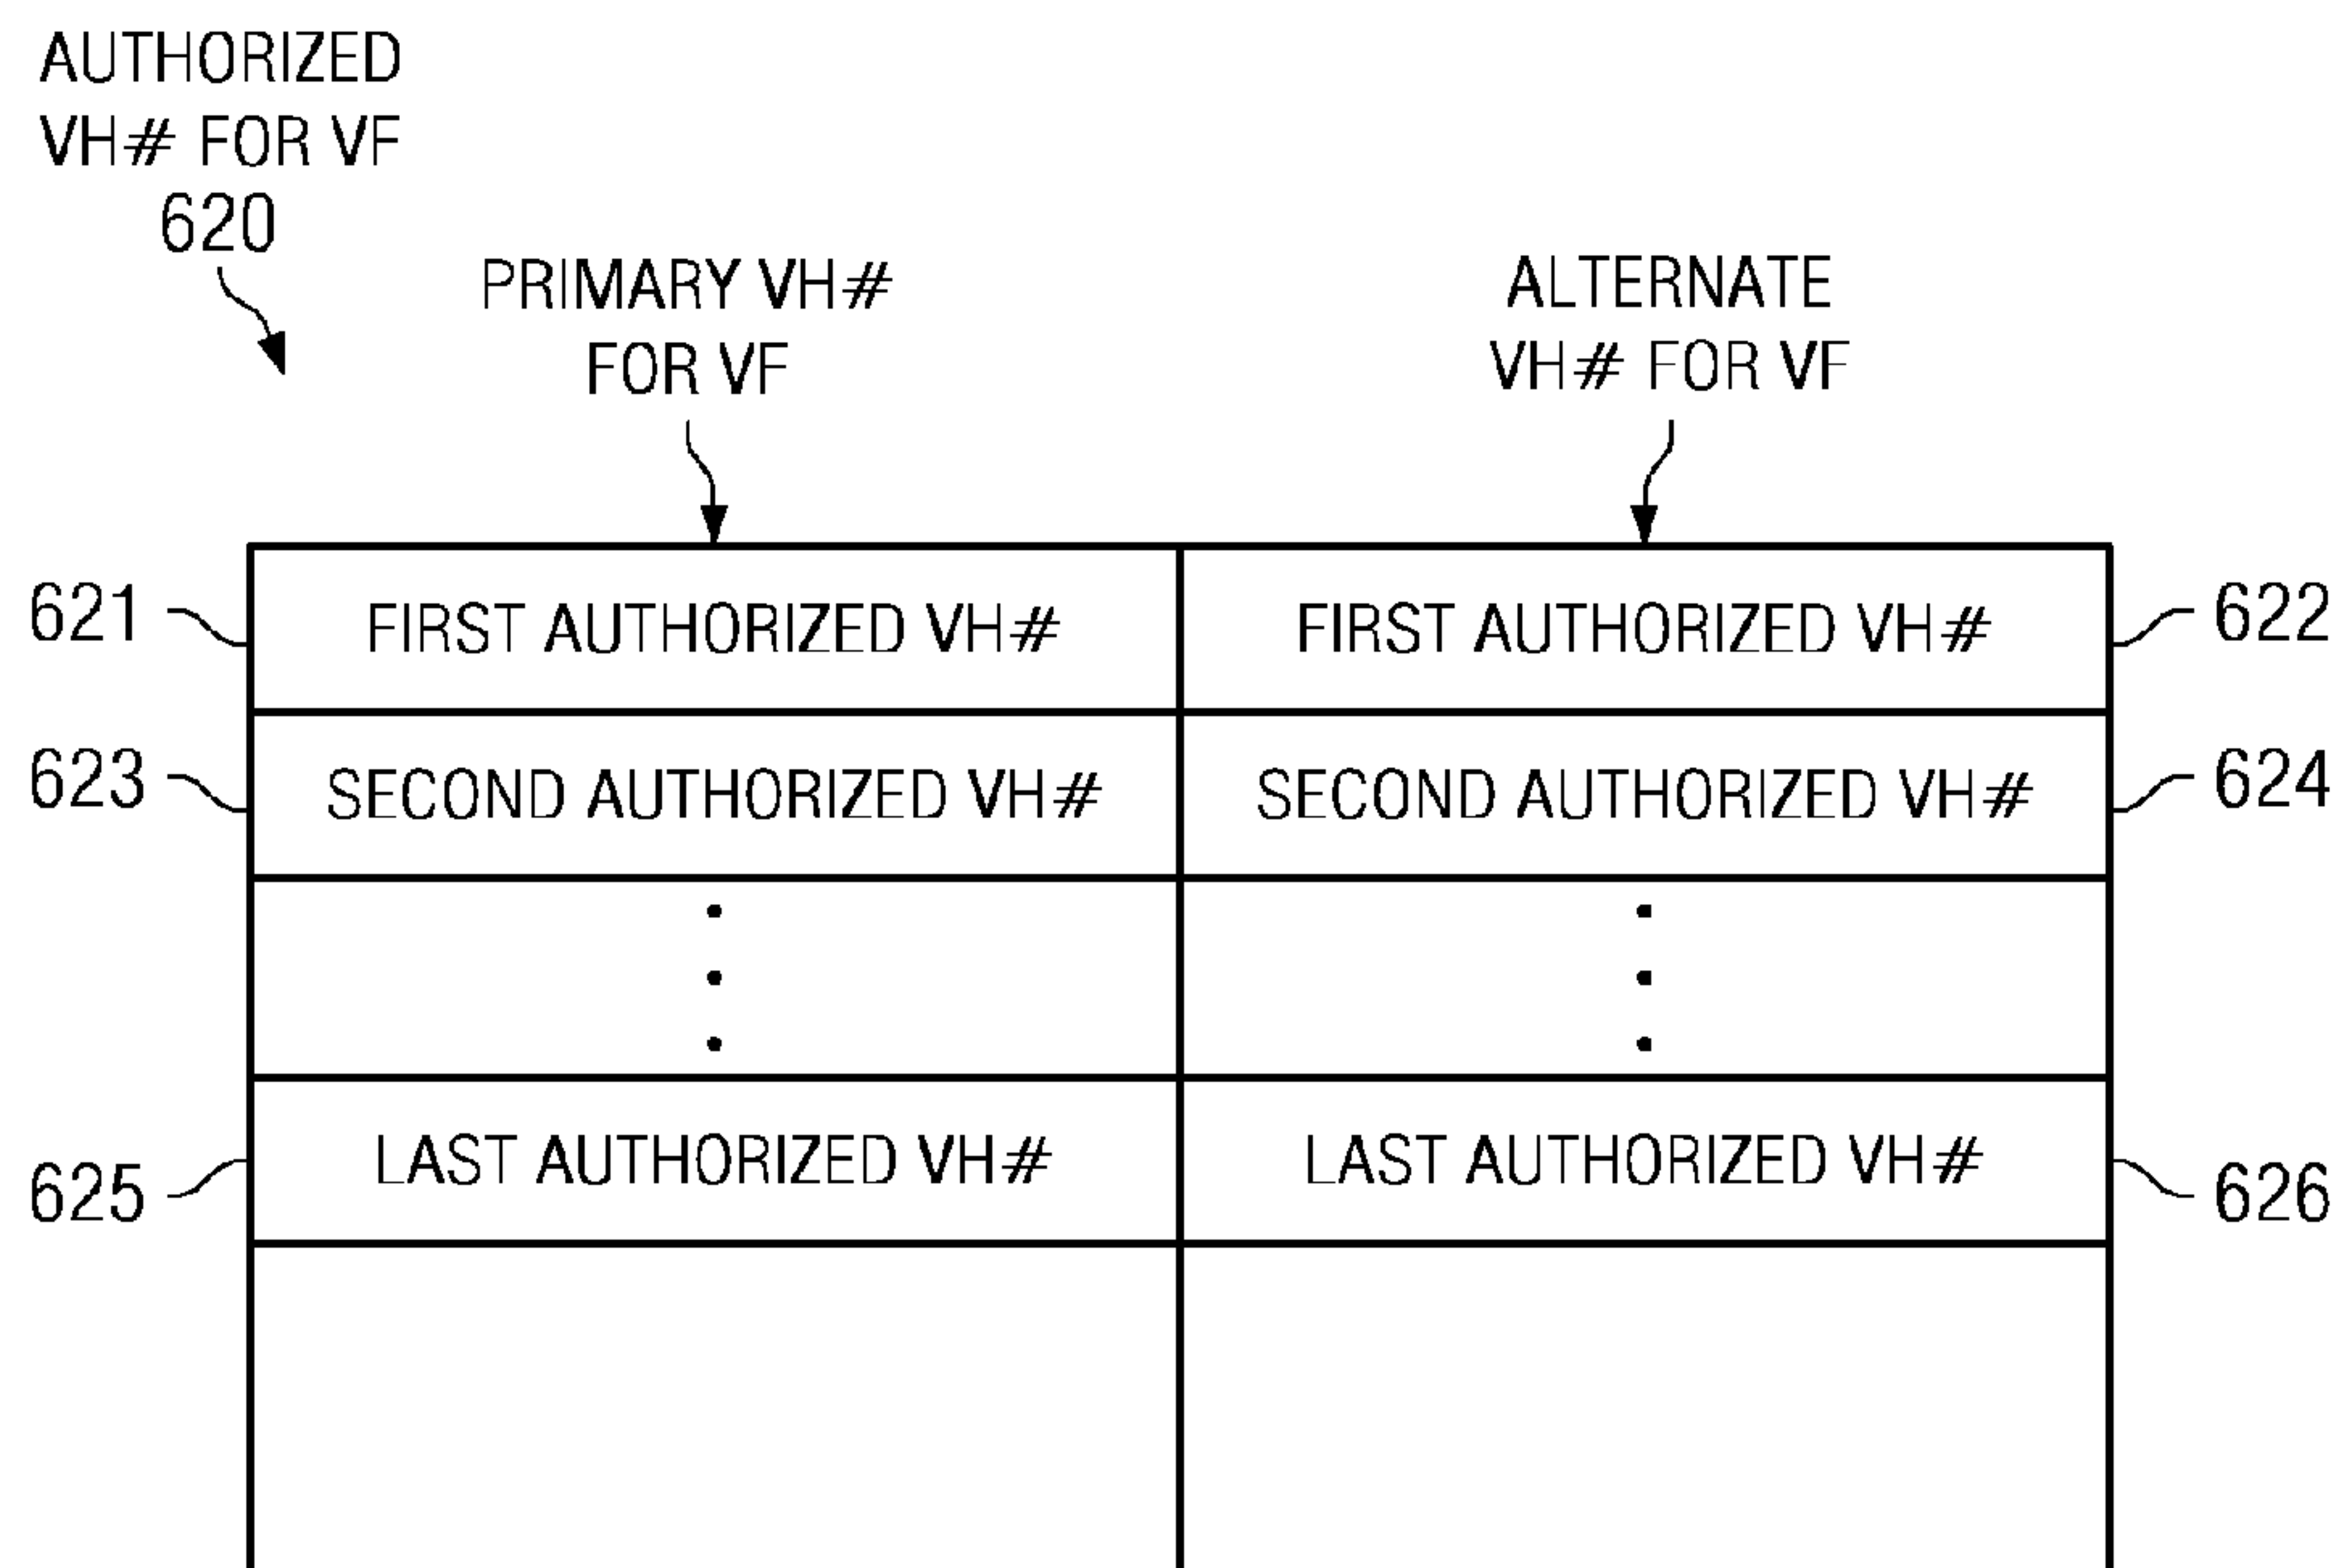 AUTHORIZED
VH# FOR VF
620
PRIMARY VH#
FOR VF
ALTERNATE
VH# FOR VF
621
FIRST AUTHORIZED VH#
FIRST AUTHORIZED VH#
622
623
SECOND AUTHORIZED VH#
SECOND AUTHORIZED VH#
624
625
LAST AUTHORIZED VH#
LAST AUTHORIZED VH#
626